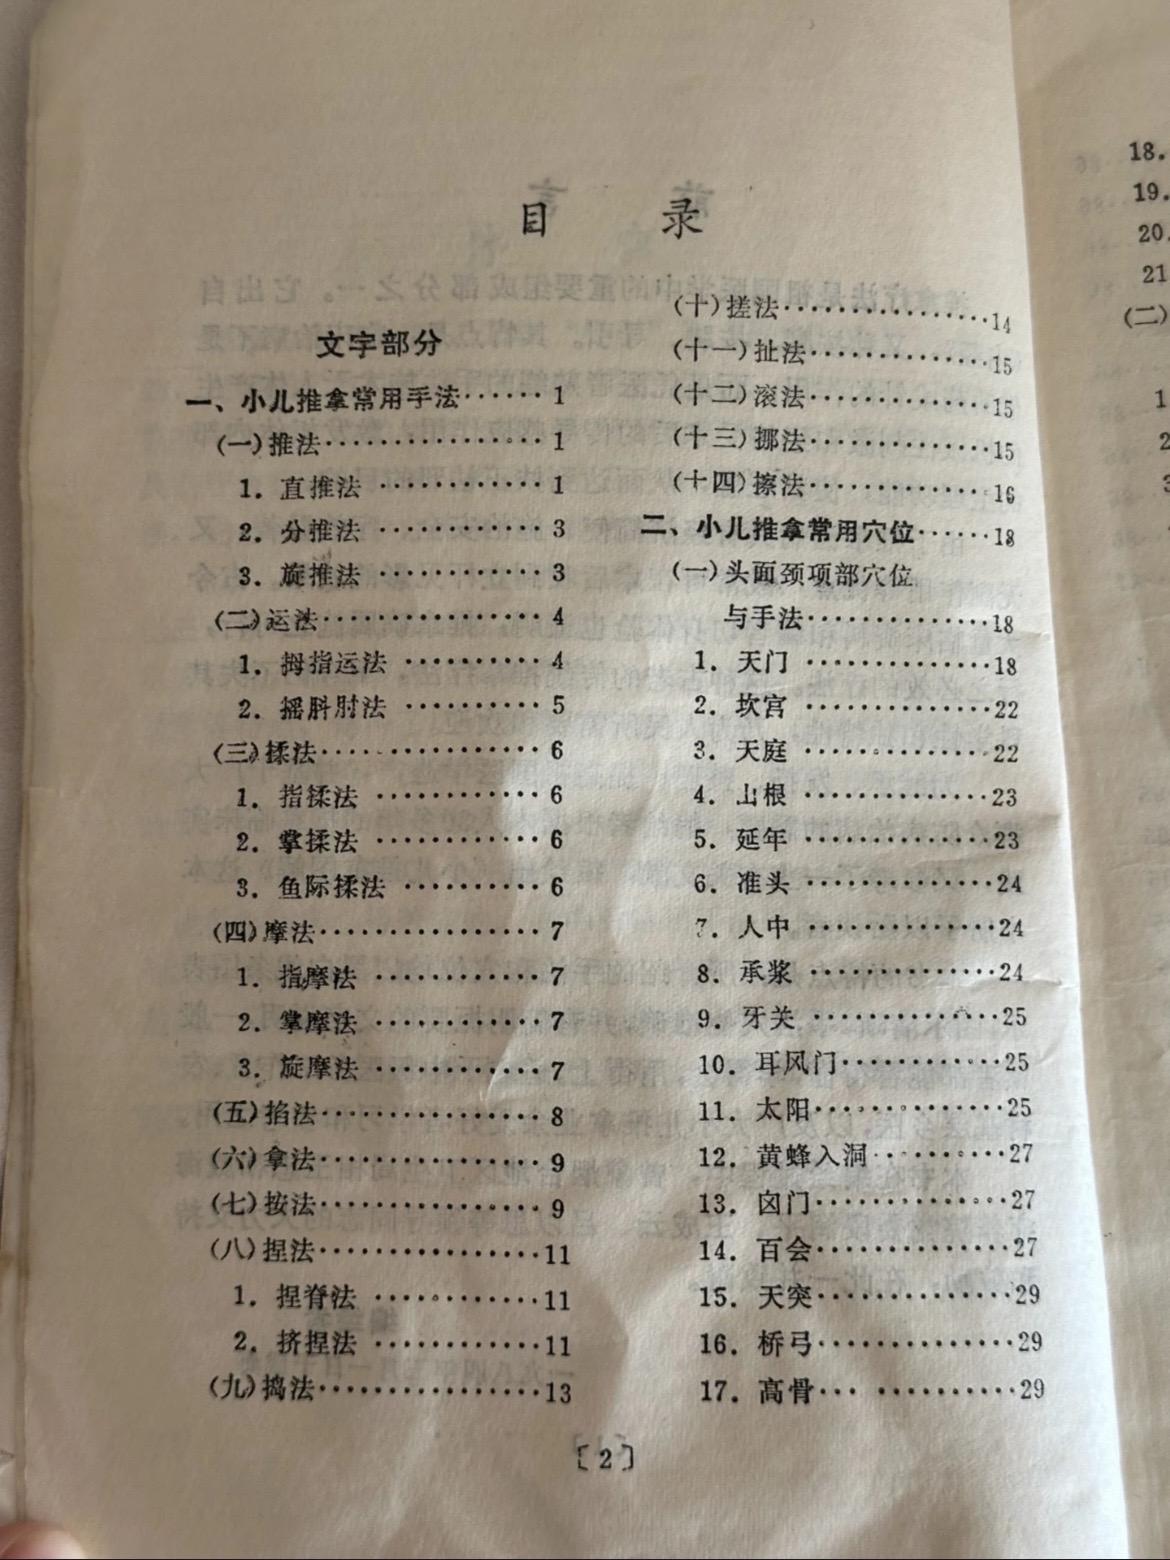 目 录
文字部分
一、小儿推拿常用手法······ 1
(一)推法················ 1
1. 直推法 ············ 1
2. 分推法 ············ 3
3. 旋推法 ············ 3
(二)运法················ 4
1. 拇指运法 ·········· 4
2. 摇䏡肘法 ·········· 5
(三)揉法················ 6
1. 指揉法 ············ 6
2. 掌揉法 ············ 6
3. 鱼际揉法 ·········· 6
(四)摩法················ 7
1. 指摩法 ············ 7
2. 掌摩法 ············ 7
3. 旋摩法 ············ 7
(五)掐法················ 8
(六)拿法················ 9
(七)按法················ 9
(八)捏法················11
1. 捏脊法 ············11
2. 挤捏法 ············11
(九)捣法················13
(十)搓法···············14
(十一)扯法·············15
(十二)滚法·············15
(十三)挪法·············15
(十四)擦法·············16
二、小儿推拿常用穴位······18
(一)头面颈项部穴位
与手法·············18
1. 天门 ·············18
2. 坎宫 ·············22
3. 天庭 ·············22
4. 山根 ·············23
5. 延年 ·············23
6. 准头 ·············24
7. 人中 ·············24
8. 承浆 ·············24
9. 牙关 ·············25
10. 耳风门···········25
11. 太阳·············25
12. 黄蜂入洞·········27
13. 囟门·············27
14. 百会·············27
15. 天突·············29
16. 桥弓·············29
17. 高骨··· ·········29
〔2〕
18.
19.
20.
21
(二)
1
2
3